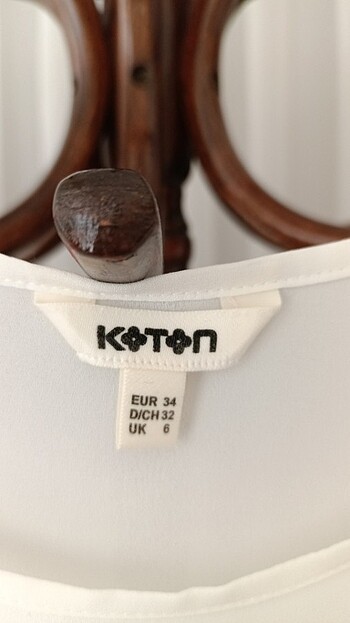 KOTON
EUR 34
D/CH 32
UK 6